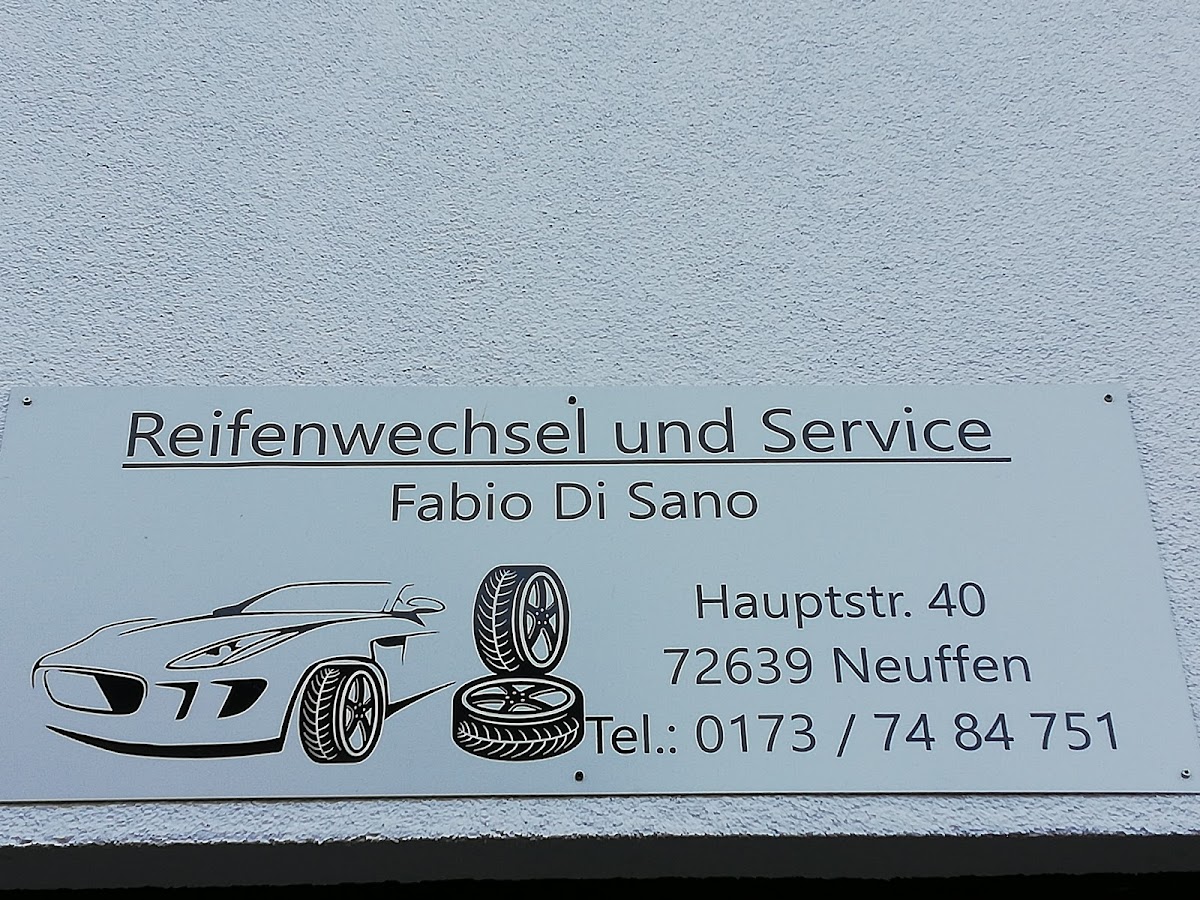 Reifenwechsel und Service
Fabio Di Sano
Hauptstr. 40
72639 Neuffen
Tel.: 0173 / 74 84 751